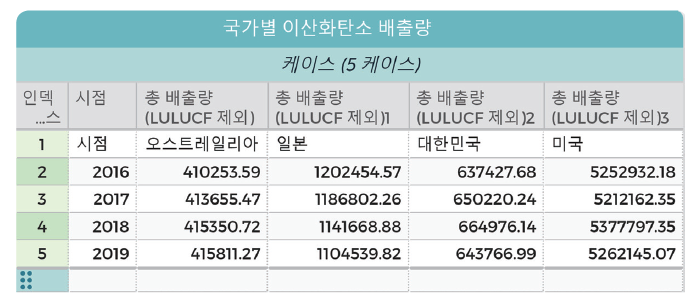 국가별 이산화탄소 배출량
케이스 (5 케이스)
인덱 시점 총 배출량 총 배출량 총 배출량 총 배출량
...스 (LULUCF 제외) (LULUCF 제외)1 (LULUCF 제외)2 (LULUCF 제외)3
1 시점 오스트레일리아 일본 대한민국 미국
2 2016 410253.59 1202454.57 637427.68 5252932.18
3 2017 413655.47 1186802.26 650220.24 5212162.35
4 2018 415350.72 1141668.88 664976.14 5377797.35
5 2019 415811.27 1104539.82 643766.99 5262145.07